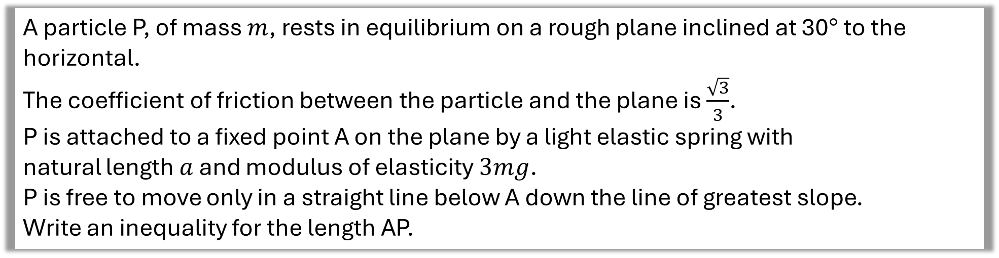 A particle P, of mass m, rests in equilibrium on a rough plane inclined at 30° to the
horizontal.
The coefficient of friction between the particle and the plane is √3/3.
P is attached to a fixed point A on the plane by a light elastic spring with
natural length a and modulus of elasticity 3mg.
P is free to move only in a straight line below A down the line of greatest slope.
Write an inequality for the length AP.